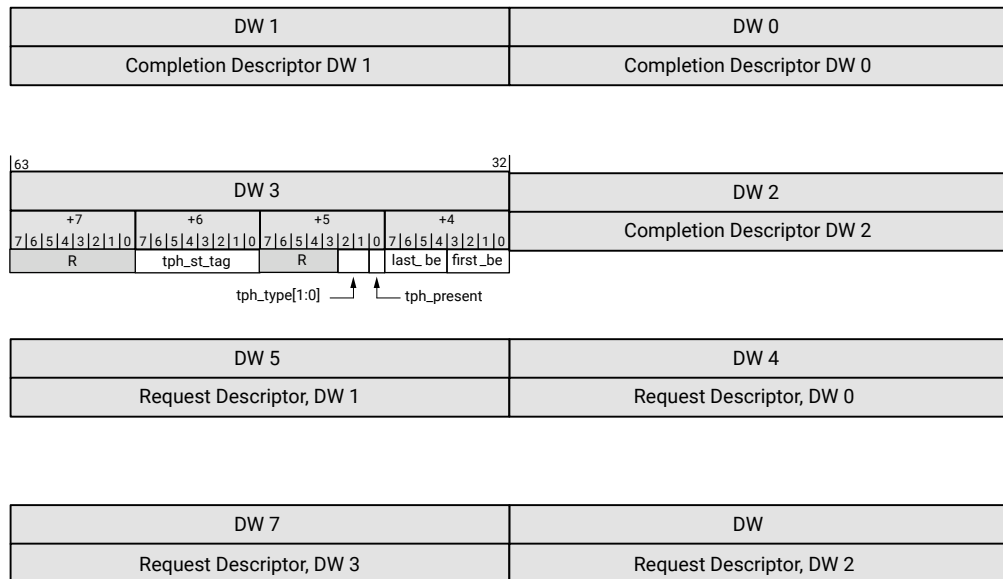 DW 1 DW 0
Completion Descriptor DW 1 Completion Descriptor DW 0
63 32
DW 3 DW 2
+7 +6 +5 +4 Completion Descriptor DW 2
7 6 5 4 3 2 1 0 7 6 5 4 3 2 1 0 7 6 5 4 3 2 1 0 7 6 5 4 3 2 1 0
R tph_st_tag R last_ be first_be
tph_type[1:0] tph_present
DW 5 DW 4
Request Descriptor, DW 1 Request Descriptor, DW 0
DW 7 DW
Request Descriptor, DW 3 Request Descriptor, DW 2